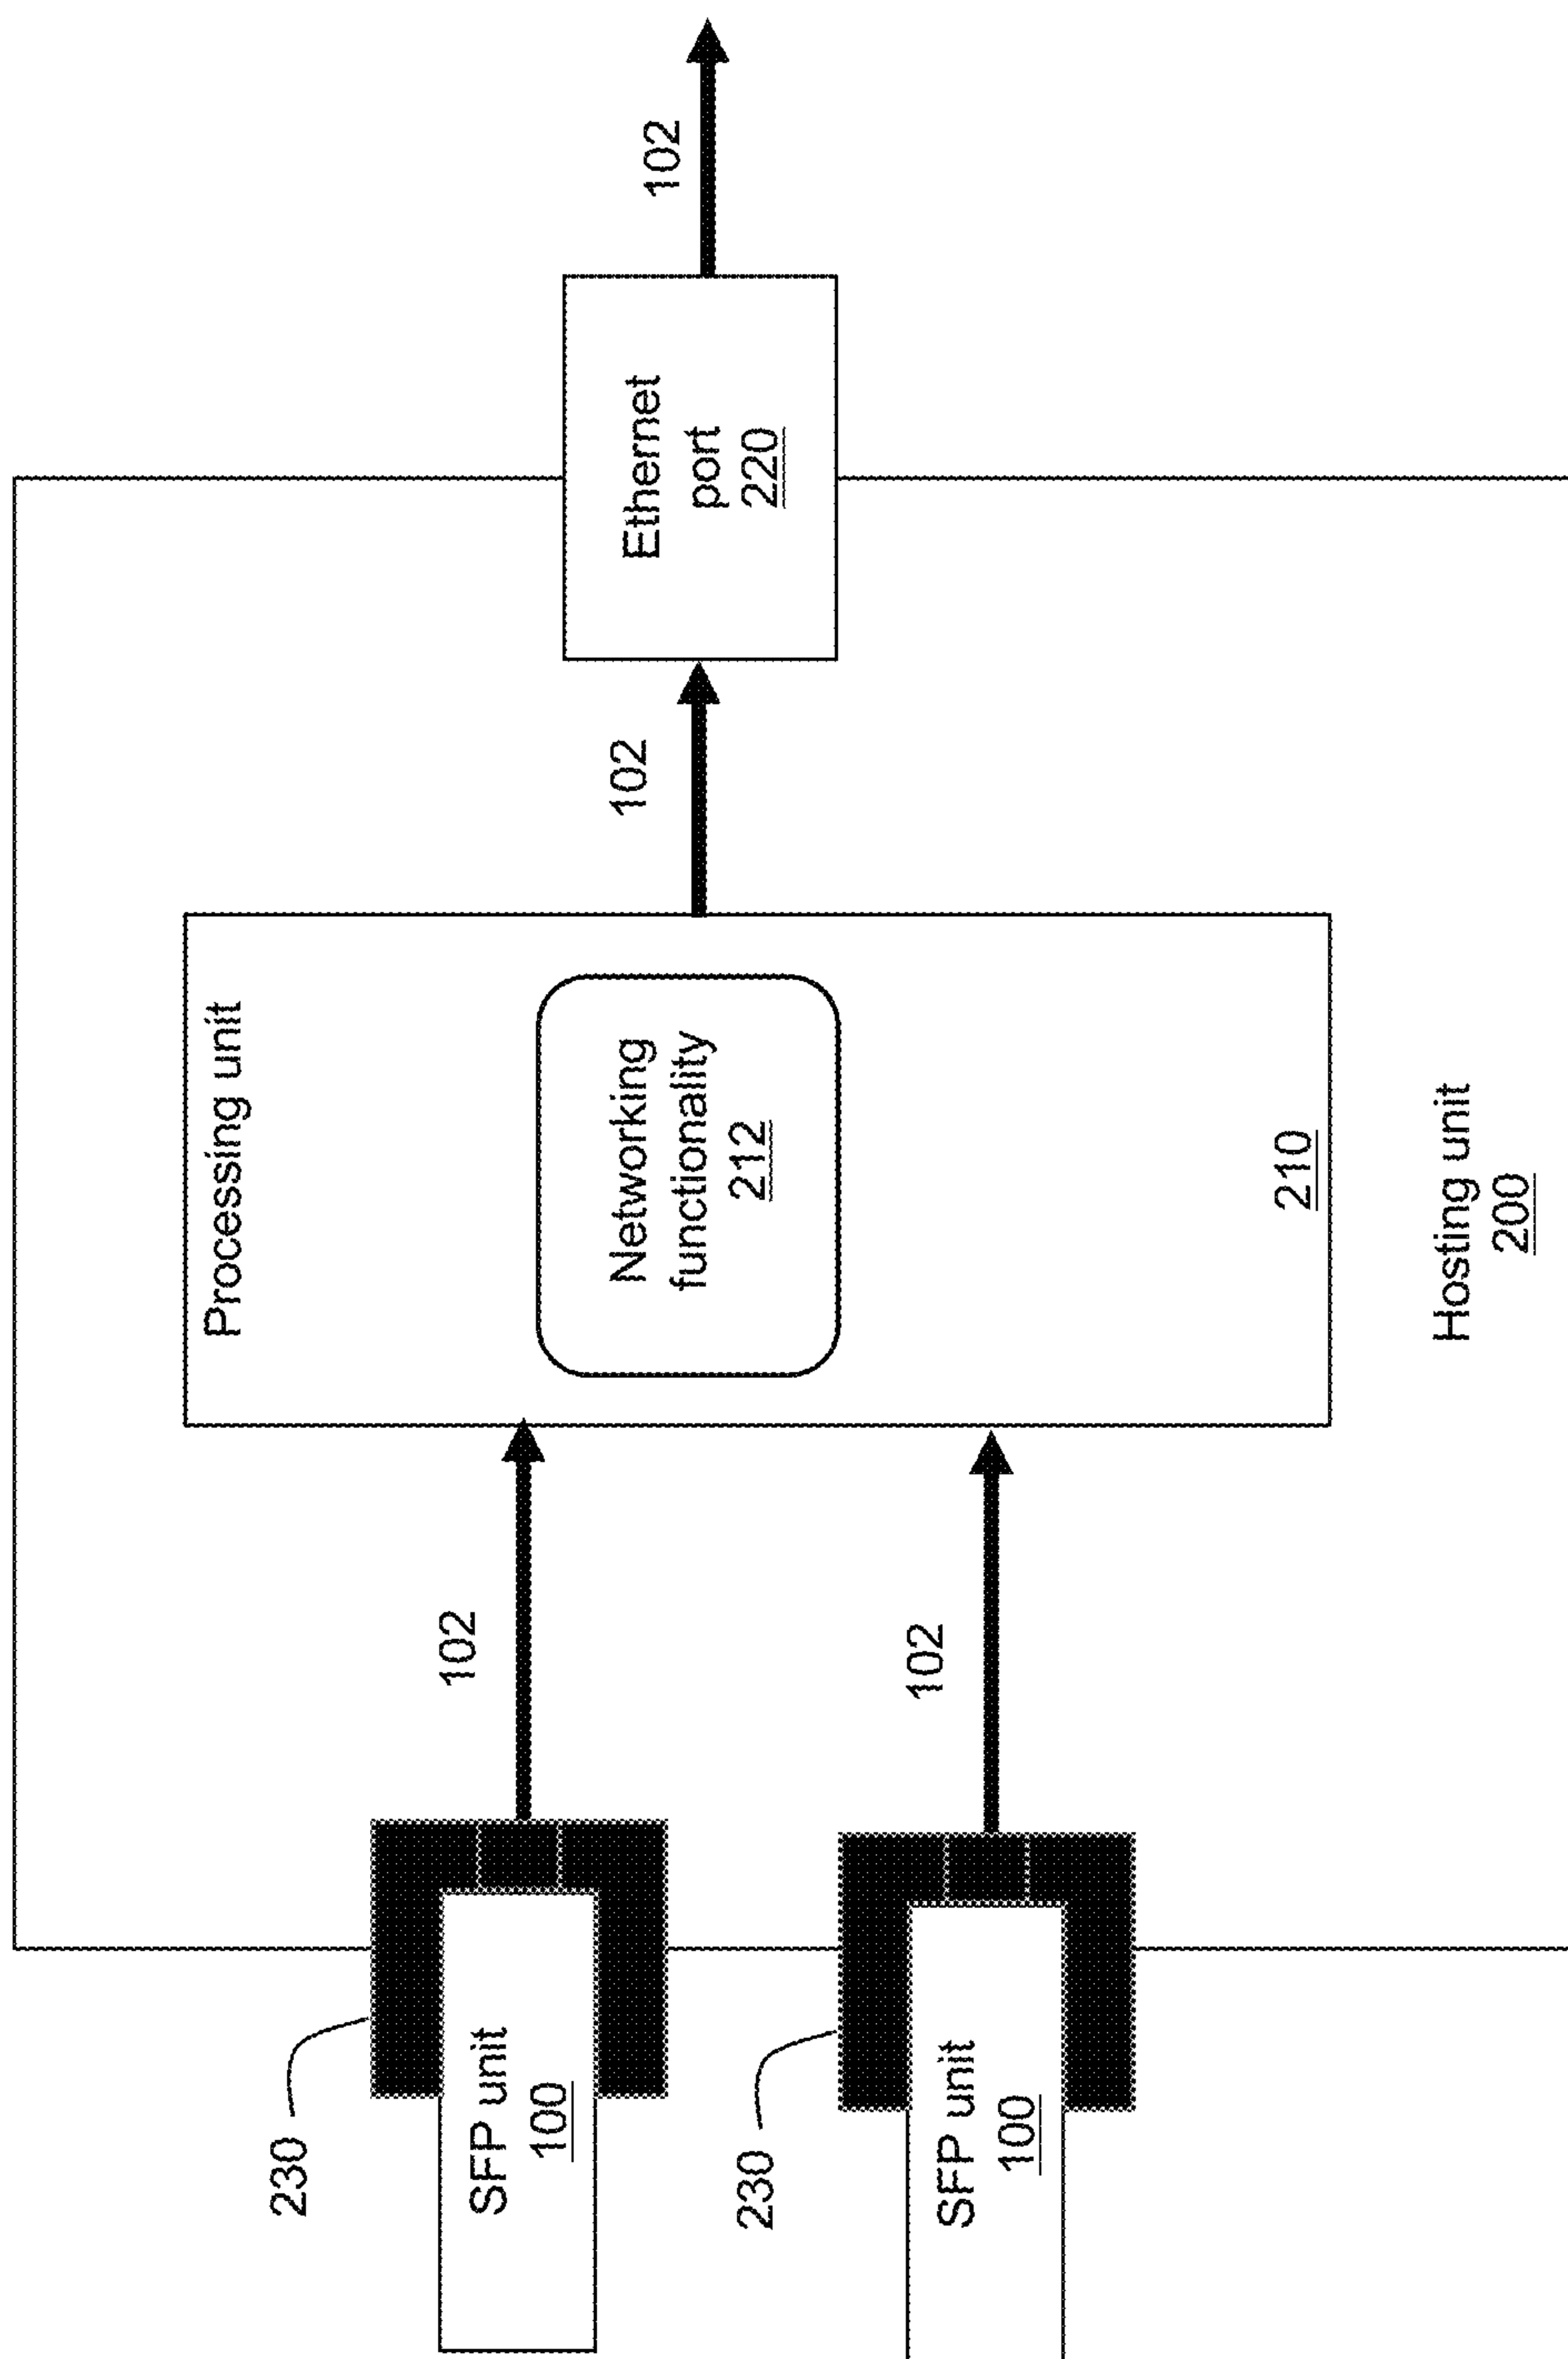 230
SFP unit
100
102
230
SFP unit
100
102
Processing unit
Networking
functionality
212
210
102
Ethernet
port
220
102
Hosting unit
200